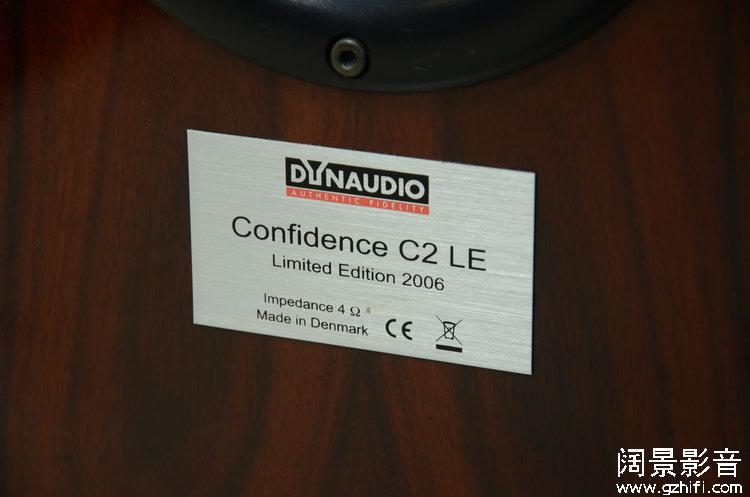 DYNAUDIO
AUTHENTIC FIDELITY
Confidence C2 LE
Limited Edition 2006
Impedance 4 Ω
Made in Denmark CE
阔景影音
www.gzhifi.com